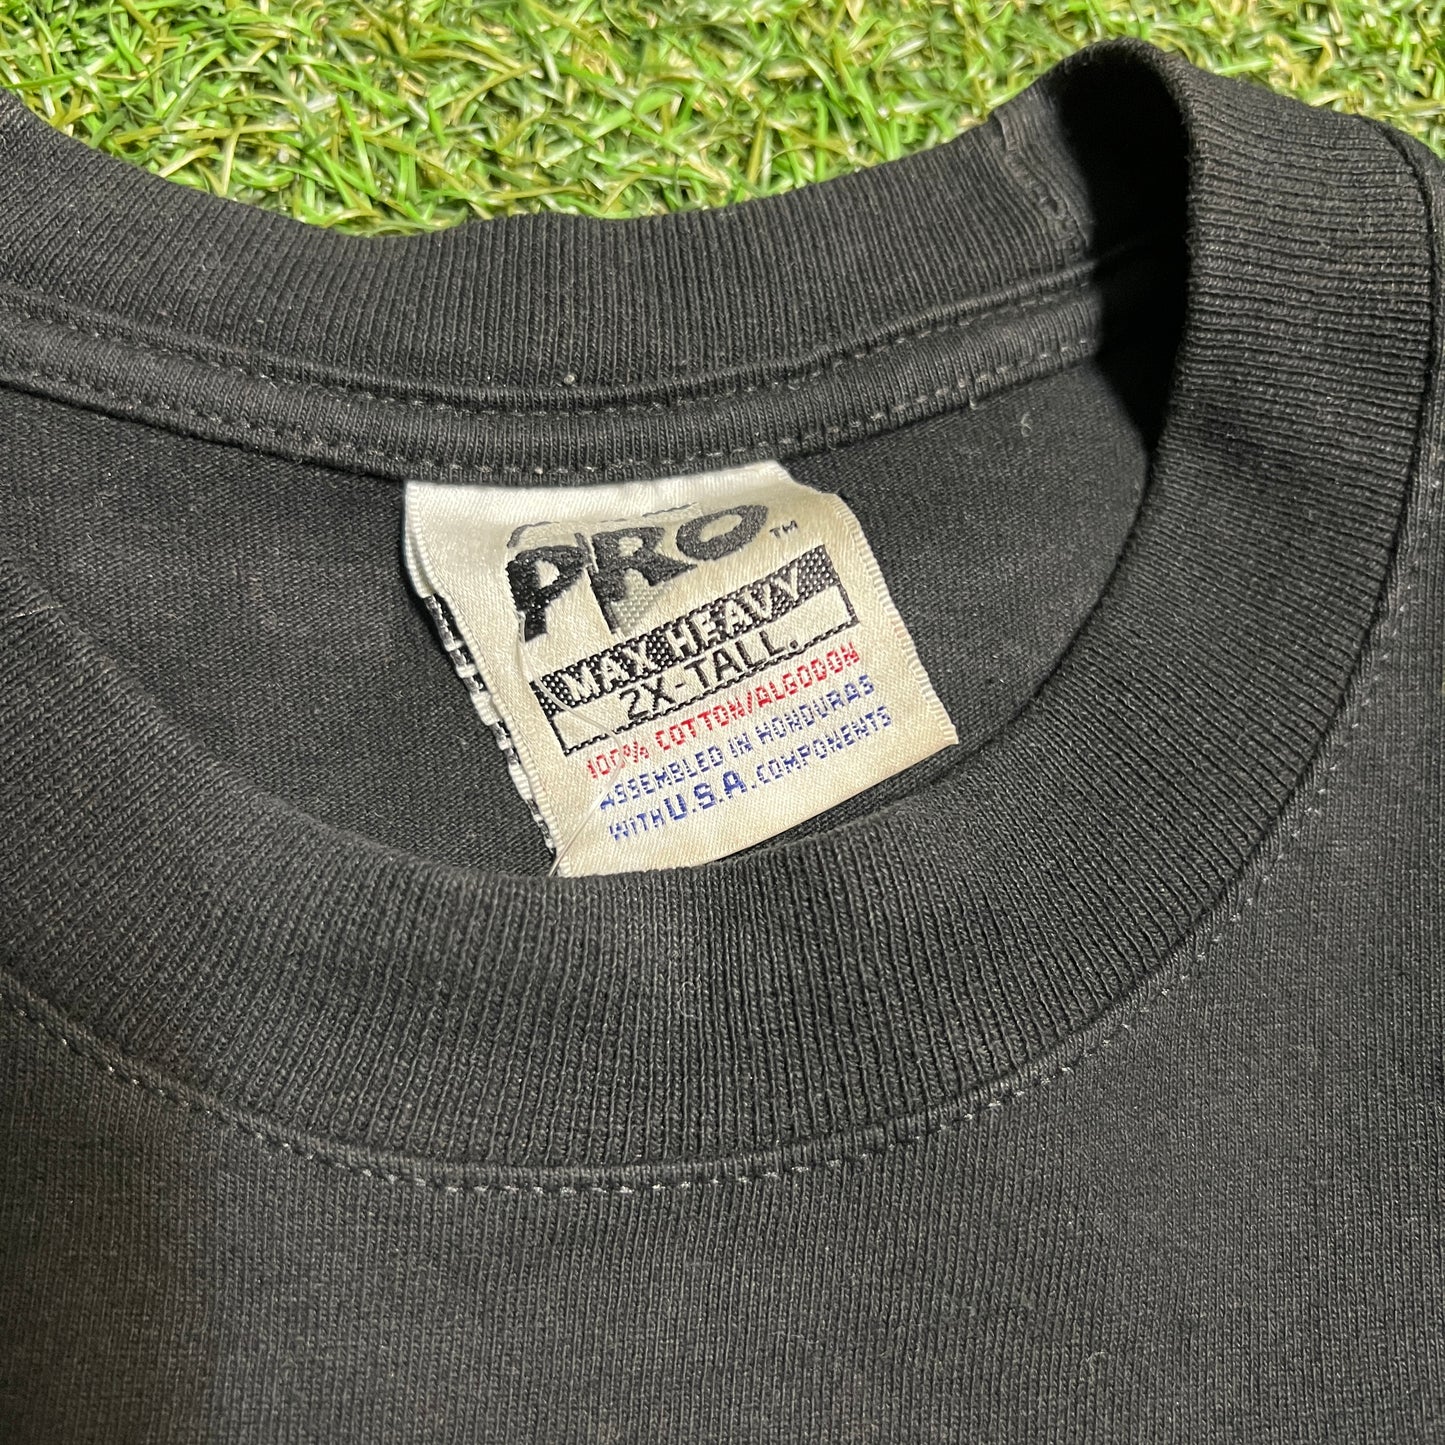 PRO™
MAX HEAVY
2X-TALL.
100% COTTON/ALGODON
ASSEMBLED IN HONDURAS
WITH U.S.A. COMPONENTS